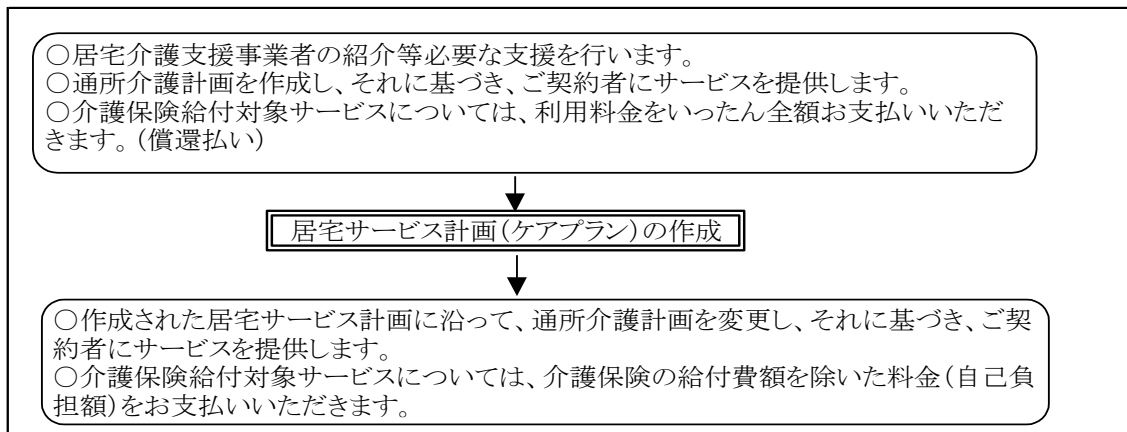 ○居宅介護支援事業者の紹介等必要な支援を行います。
○通所介護計画を作成し、それに基づき、ご契約者にサービスを提供します。
○介護保険給付対象サービスについては、利用料金をいったん全額お支払いいただ
きます。(償還払い)
居宅サービス計画(ケアプラン)の作成
○作成された居宅サービス計画に沿って、通所介護計画を変更し、それに基づき、ご契
約者にサービスを提供します。
○介護保険給付対象サービスについては、介護保険の給付費額を除いた料金(自己負
担額)をお支払いいただきます。